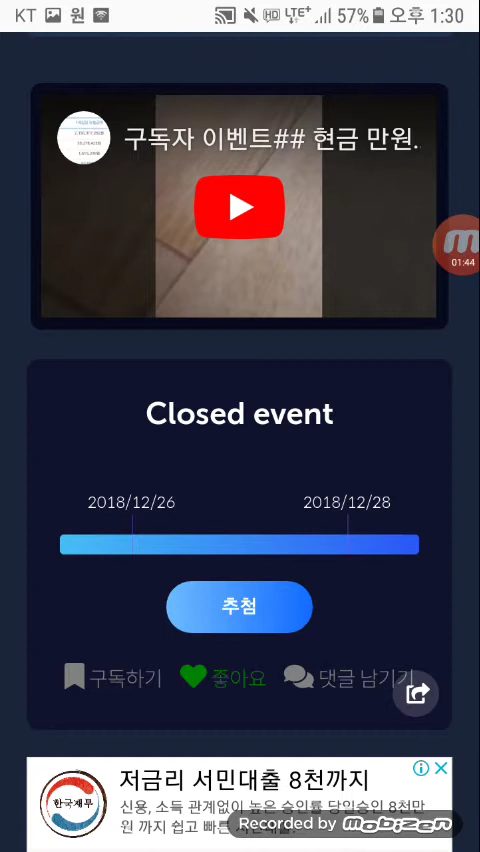 KT 원 HD LTE+ 57% 오후 1:30
구독자 이벤트## 현금 만원..
01:44
Closed event
2018/12/26 2018/12/28
추첨
구독하기 좋아요 댓글 남기기
저금리 서민대출 8천까지
한국재무
신용, 소득 관계없이 높은 승인률 당일승인 8천만
원 까지 쉽고 빠른
Recorded by mobizen